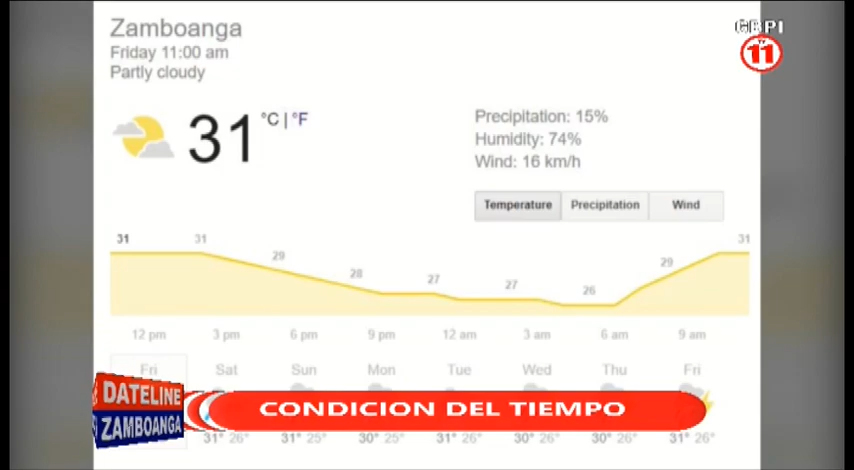 Zamboanga
Friday 11:00 am
Partly cloudy
11
31 °C | °F
Precipitation: 15%
Humidity: 74%
Wind: 16 km/h
Temperature Precipitation Wind
31 31 29 28 27 27 26 29 31
12 pm 3 pm 6 pm 9 pm 12 am 3 am 6 am 9 am
Fri Sat Sun Mon Tue Wed Thu Fri
DATELINE
ZAMBOANGA
CONDICION DEL TIEMPO
31° 26° 31° 25° 30° 25° 31° 26° 30° 26° 30° 26° 31° 26°